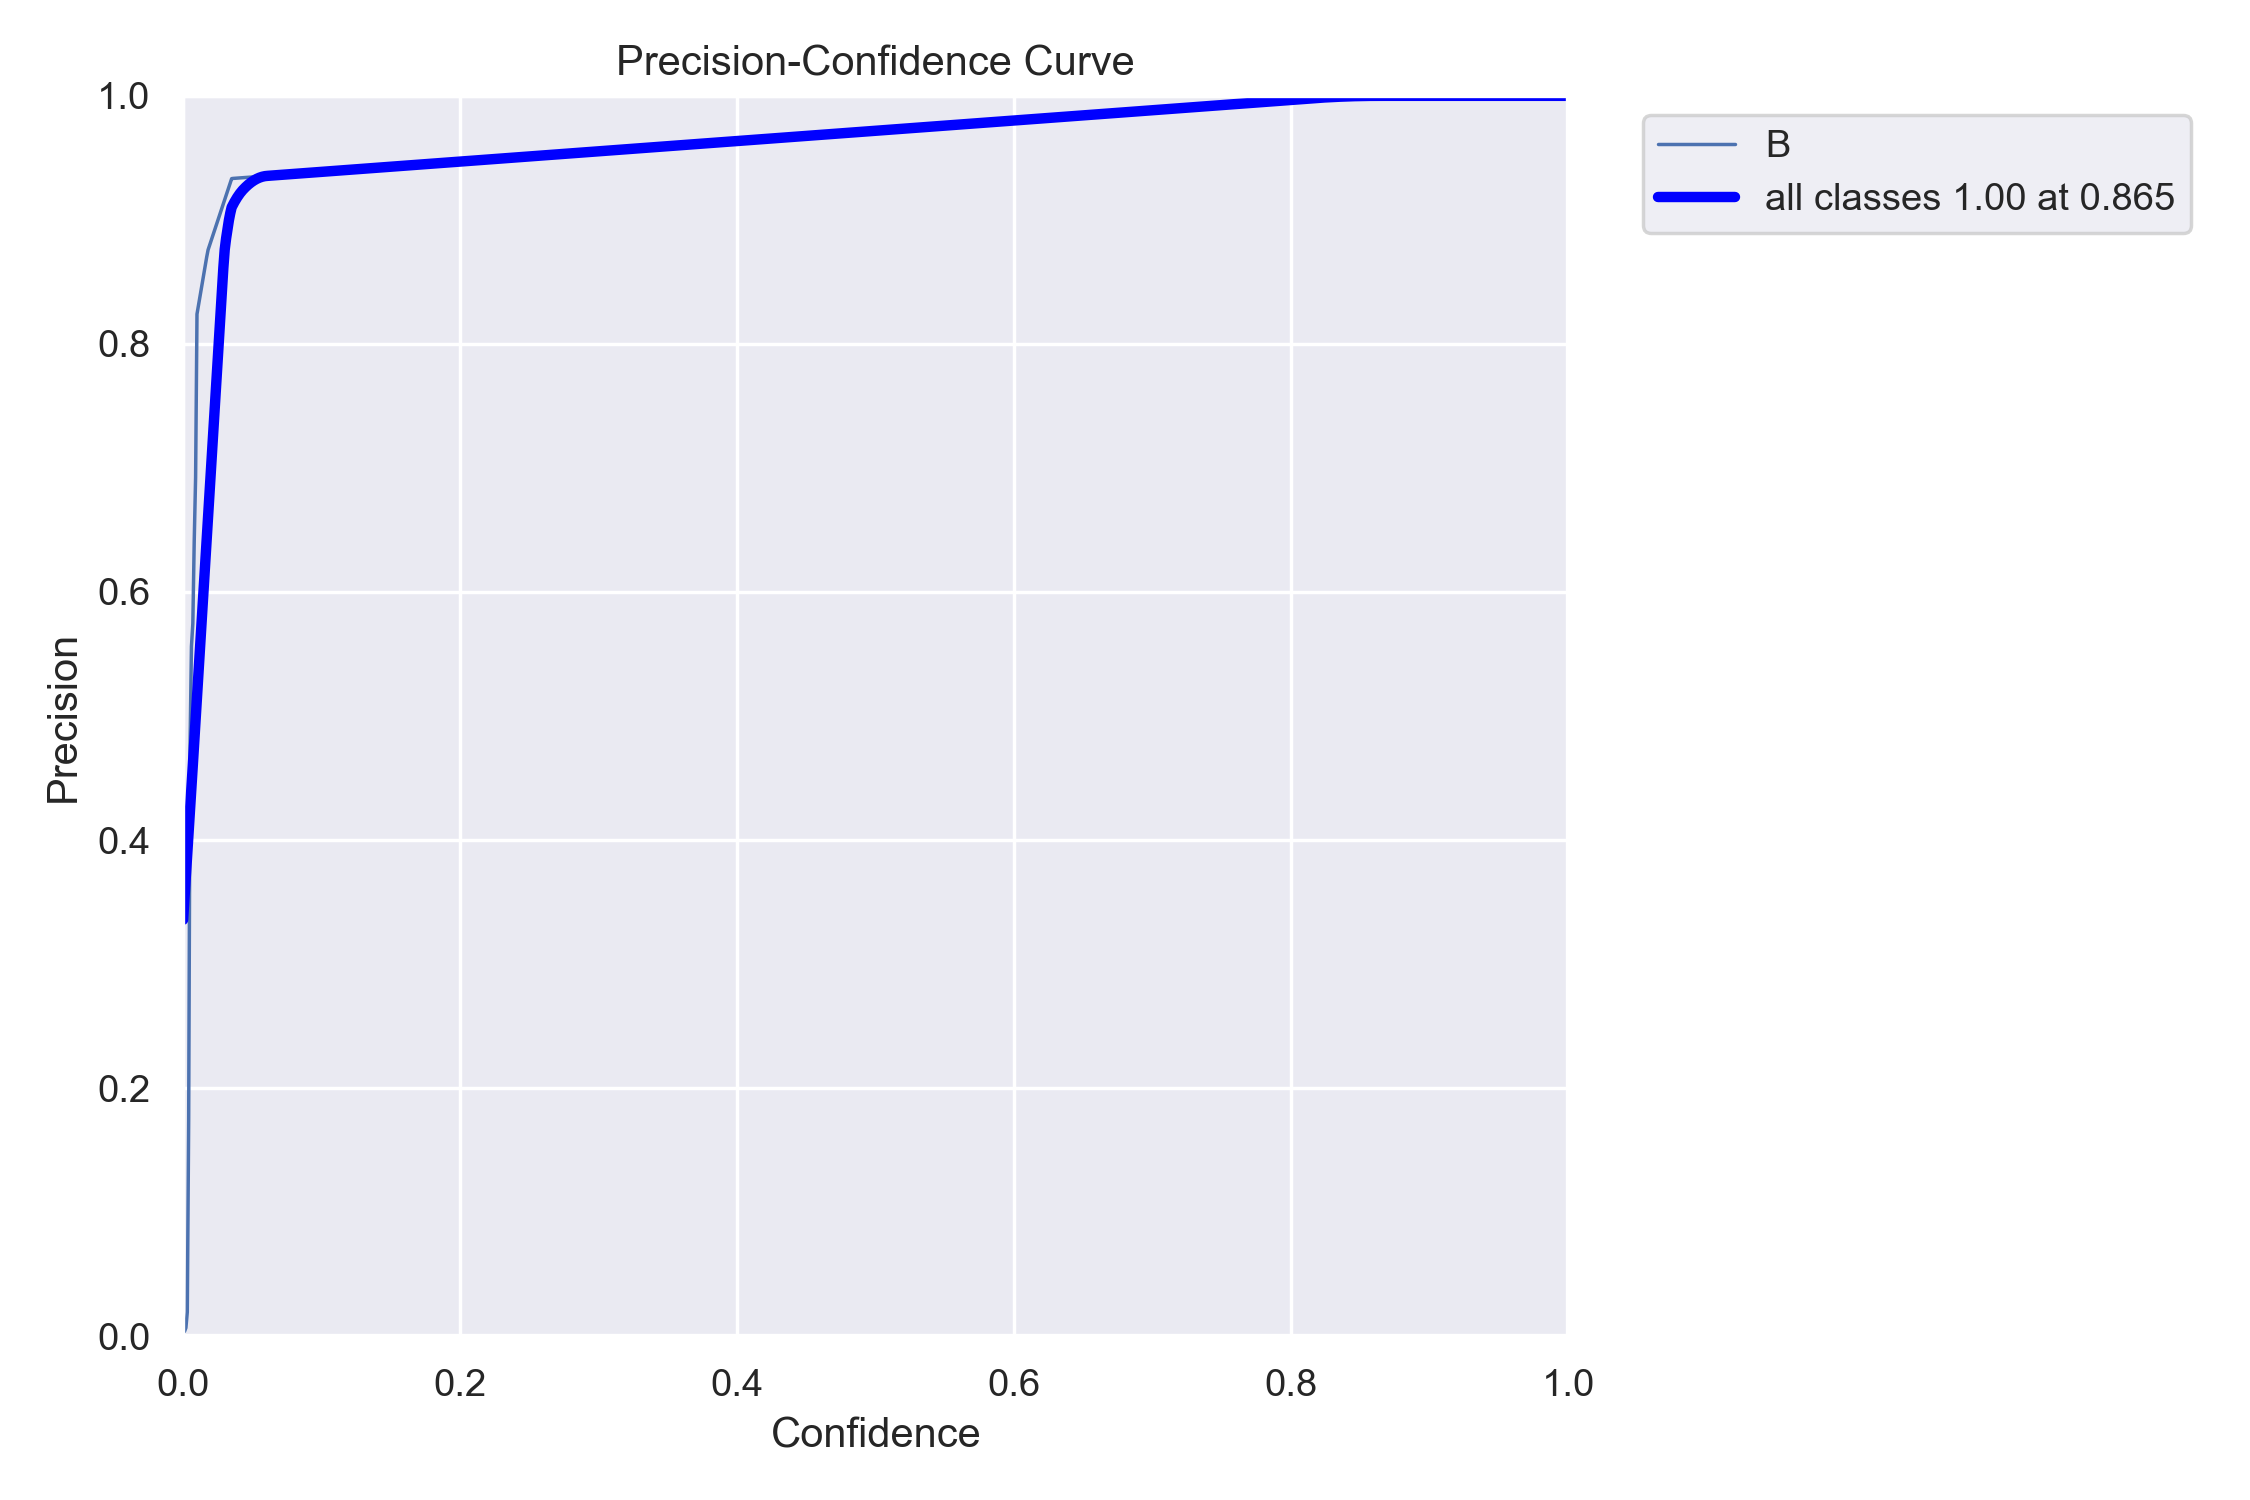 Precision-Confidence Curve
1.0
0.8
0.6
0.4
0.2
0.0
Precision
0.0 0.2 0.4 0.6 0.8 1.0
Confidence
B
all classes 1.00 at 0.865